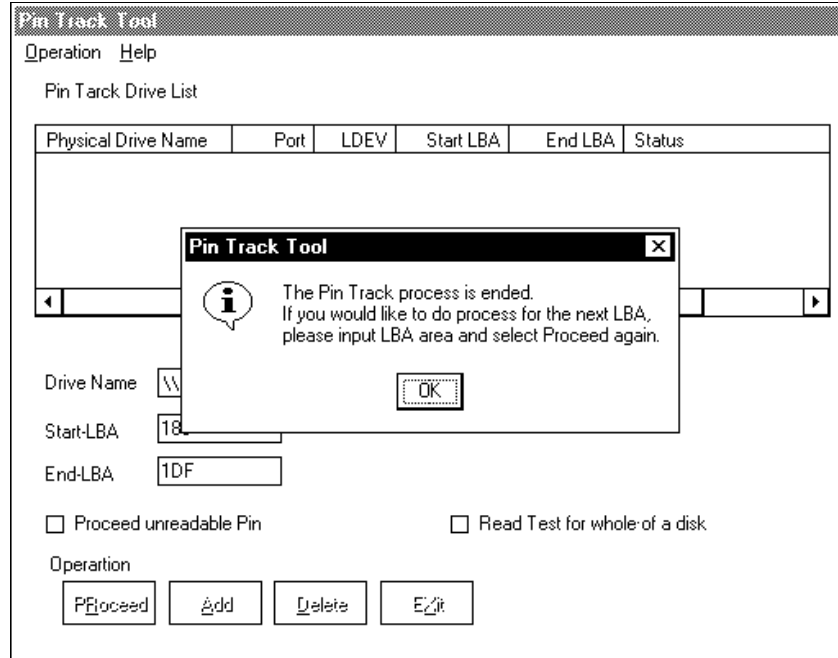 Pin Track Tool
Operation Help
Pin Tarck Drive List
Physical Drive Name Port LDEV Start LBA End LBA Status
Pin Track Tool
The Pin Track process is ended.
If you would like to do process for the next LBA,
please input LBA area and select Proceed again.
OK
Drive Name \\
Start-LBA 18
End-LBA 1DF
Proceed unreadable Pin Read Test for whole of a disk
Operartion
PRoceed Add Delete EXit